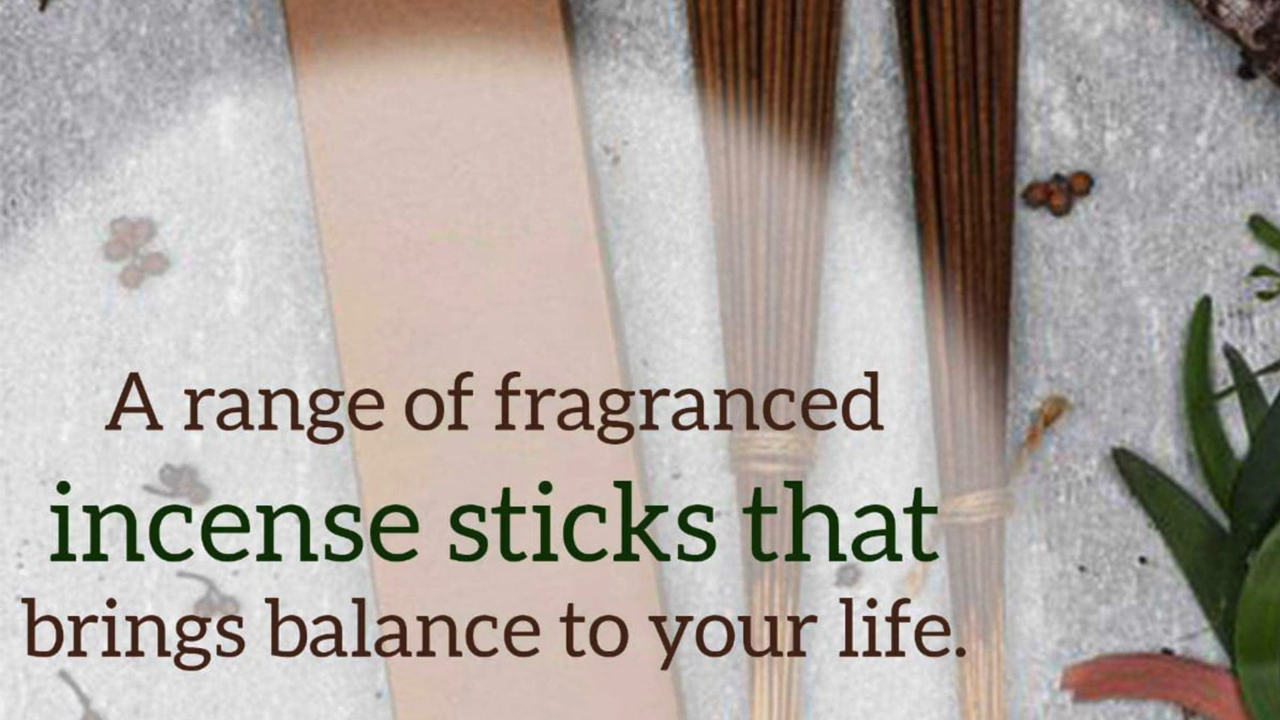 A range of fragranced
incense sticks that
brings balance to your life.